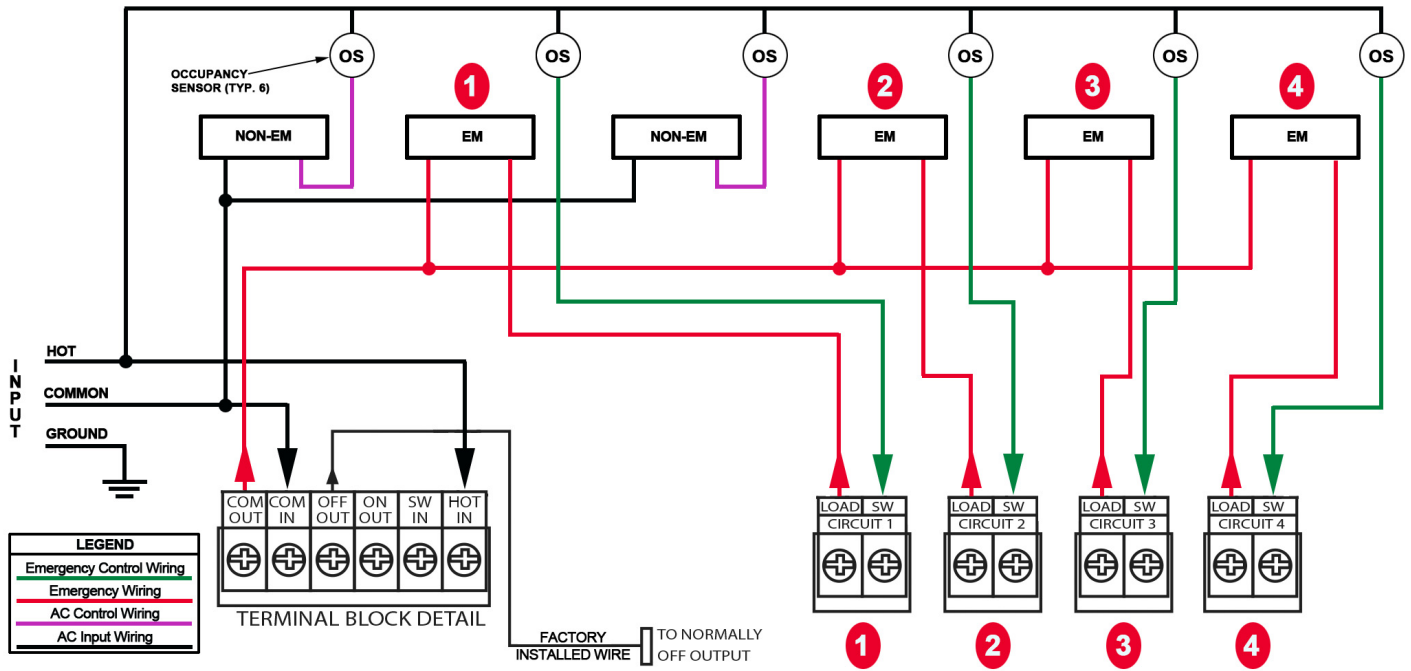 OS
OS
OS
OS
OS
OS
OCCUPANCY
SENSOR (TYP. 6)
1
2
3
4
NON-EM
EM
NON-EM
EM
EM
EM
INPUT
HOT
COMMON
GROUND
COM OUT
COM IN
OFF OUT
ON OUT
SW IN
HOT IN
TERMINAL BLOCK DETAIL
LOAD SW
CIRCUIT 1
LOAD SW
CIRCUIT 2
LOAD SW
CIRCUIT 3
LOAD SW
CIRCUIT 4
LEGEND
Emergency Control Wiring
Emergency Wiring
AC Control Wiring
AC Input Wiring
FACTORY
INSTALLED WIRE
TO NORMALLY
OFF OUTPUT
1
2
3
4